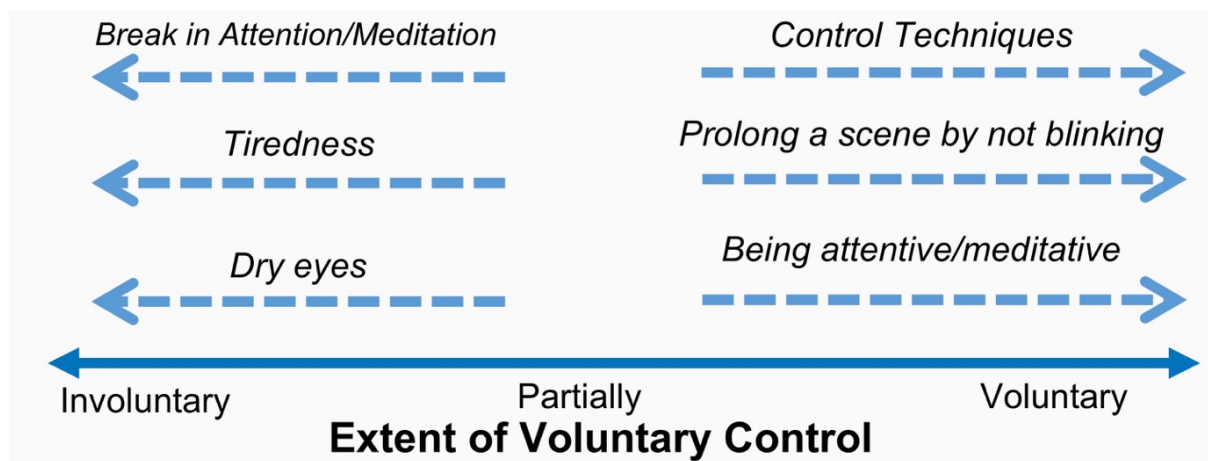 Break in Attention/Meditation
Control Techniques
Tiredness
Prolong a scene by not blinking
Dry eyes
Being attentive/meditative
Involuntary
Partially
Voluntary
Extent of Voluntary Control